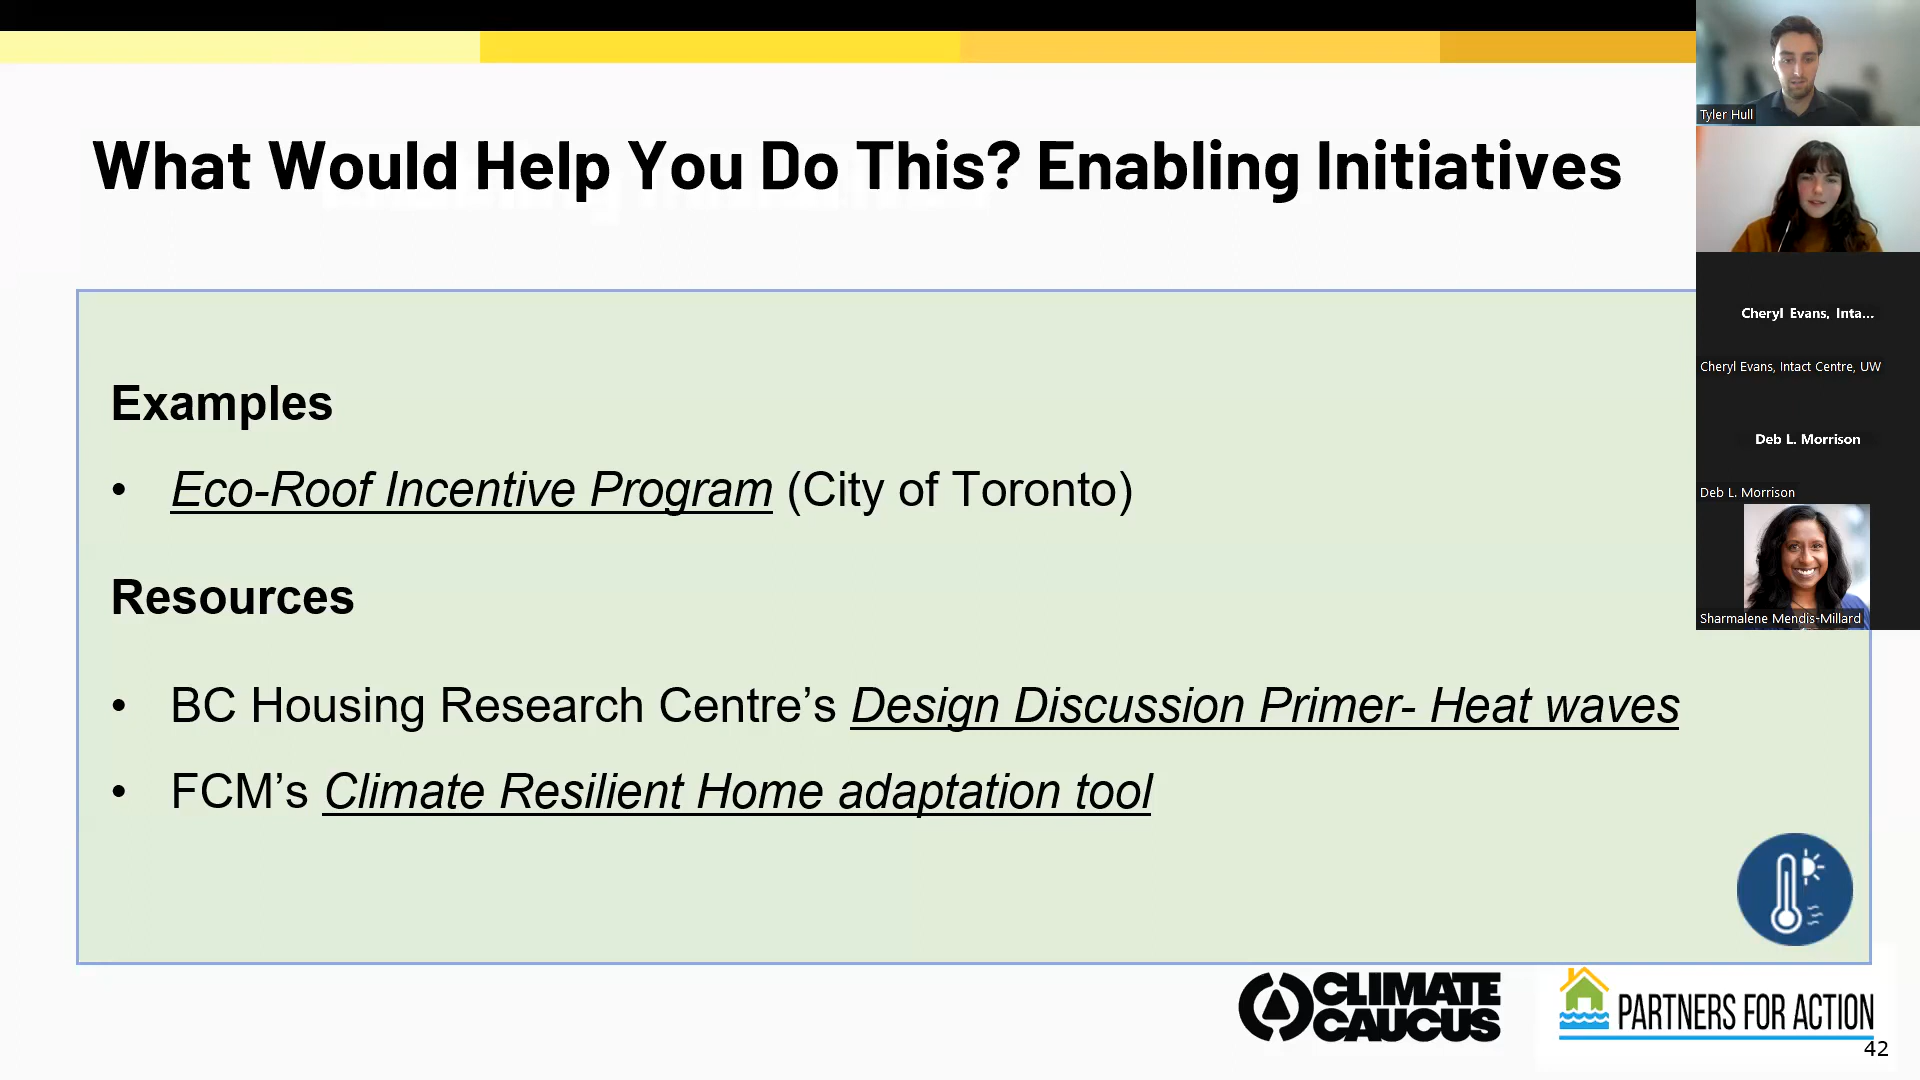 What Would Help You Do This? Enabling Initiatives
Examples
• Eco-Roof Incentive Program (City of Toronto)
Resources
• BC Housing Research Centre’s Design Discussion Primer- Heat waves
• FCM’s Climate Resilient Home adaptation tool
CLIMATE
CAUCUS
PARTNERS FOR ACTION
42
Tyler Hull
Cheryl Evans, Inta...
Cheryl Evans, Intact Centre, UW
Deb L. Morrison
Deb L. Morrison
Sharmalene Mendis-Millard